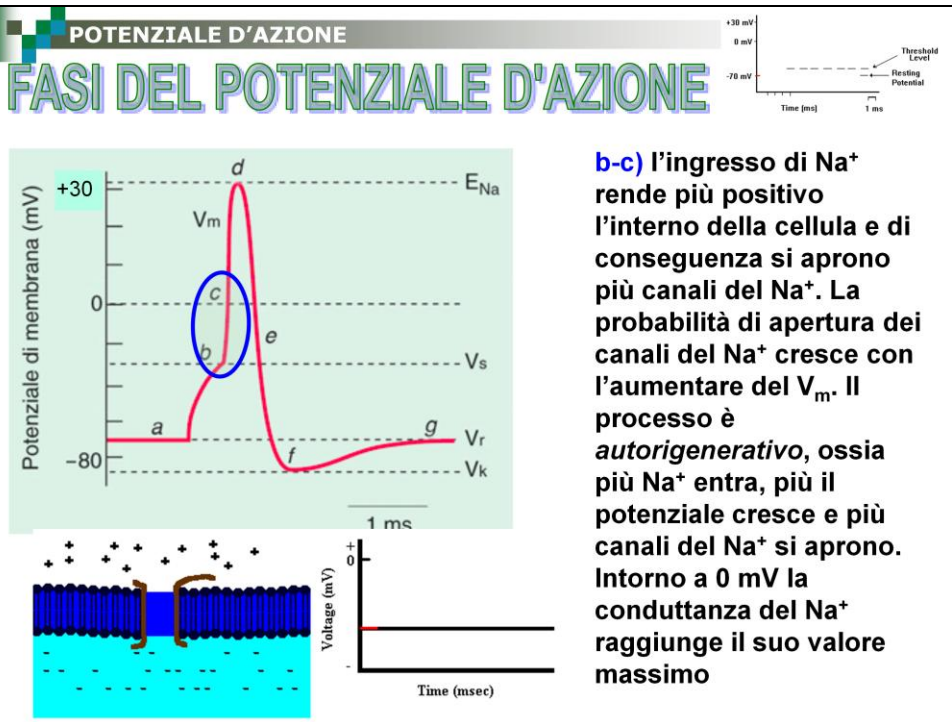 POTENZIALE D'AZIONE
FASI DEL POTENZIALE D'AZIONE
+30 mV
0 mV
-70 mV
Threshold
Level
Resting
Potential
Time [ms]
1 ms
Potenziale di membrana (mV)
+30
0
−80
a
b
c
d
e
f
g
Vm
ENa
Vs
Vr
Vk
1 ms
b-c) l'ingresso di Na+
rende più positivo
l'interno della cellula e di
conseguenza si aprono
più canali del Na+. La
probabilità di apertura dei
canali del Na+ cresce con
l'aumentare del Vm. Il
processo è
autorigenerativo, ossia
più Na+ entra, più il
potenziale cresce e più
canali del Na+ si aprono.
Intorno a 0 mV la
conduttanza del Na+
raggiunge il suo valore
massimo
+
0
-
Voltage (mV)
Time (msec)